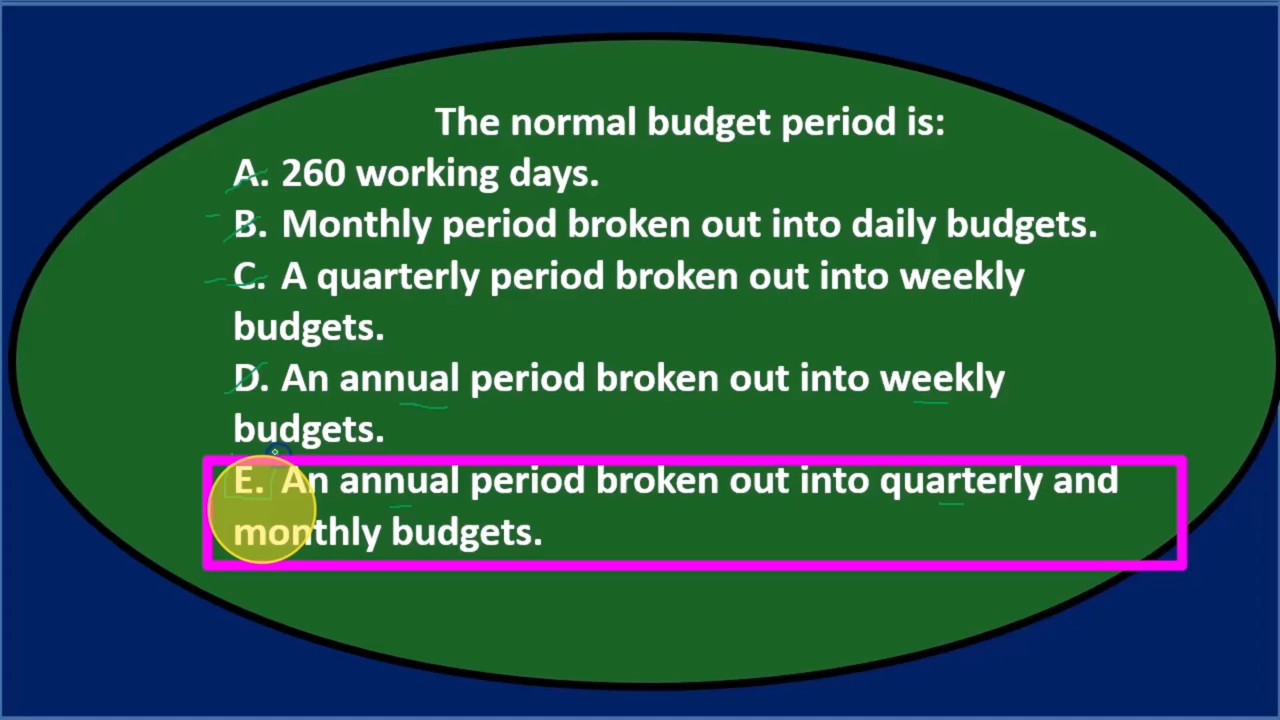 The normal budget period is:
A. 260 working days.
B. Monthly period broken out into daily budgets.
C. A quarterly period broken out into weekly
budgets.
D. An annual period broken out into weekly
budgets.
E. An annual period broken out into quarterly and
monthly budgets.